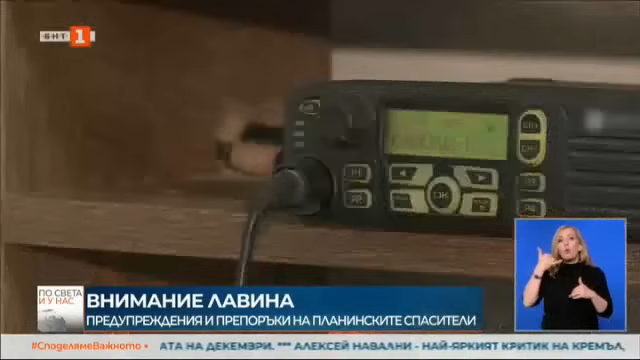 БНТ 1
OK
ПО СВЕТА
И У НАС
ВНИМАНИЕ ЛАВИНА
ПРЕДУПРЕЖДЕНИЯ И ПРЕПОРЪКИ НА ПЛАНИНСКИТЕ СПАСИТЕЛИ
#СподелямеВажното
АТА НА ДЕКЕМВРИ. *** АЛЕКСЕЙ НАВАЛНИ - НАЙ-ЯРКИЯТ КРИТИК НА КРЕМЪЛ,